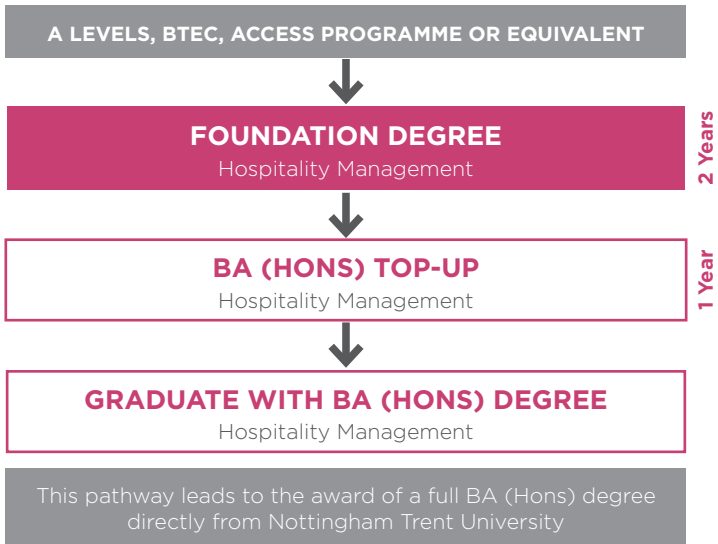 A LEVELS, BTEC, ACCESS PROGRAMME OR EQUIVALENT
FOUNDATION DEGREE
Hospitality Management
2 Years
BA (HONS) TOP-UP
Hospitality Management
1 Year
GRADUATE WITH BA (HONS) DEGREE
Hospitality Management
This pathway leads to the award of a full BA (Hons) degree
directly from Nottingham Trent University